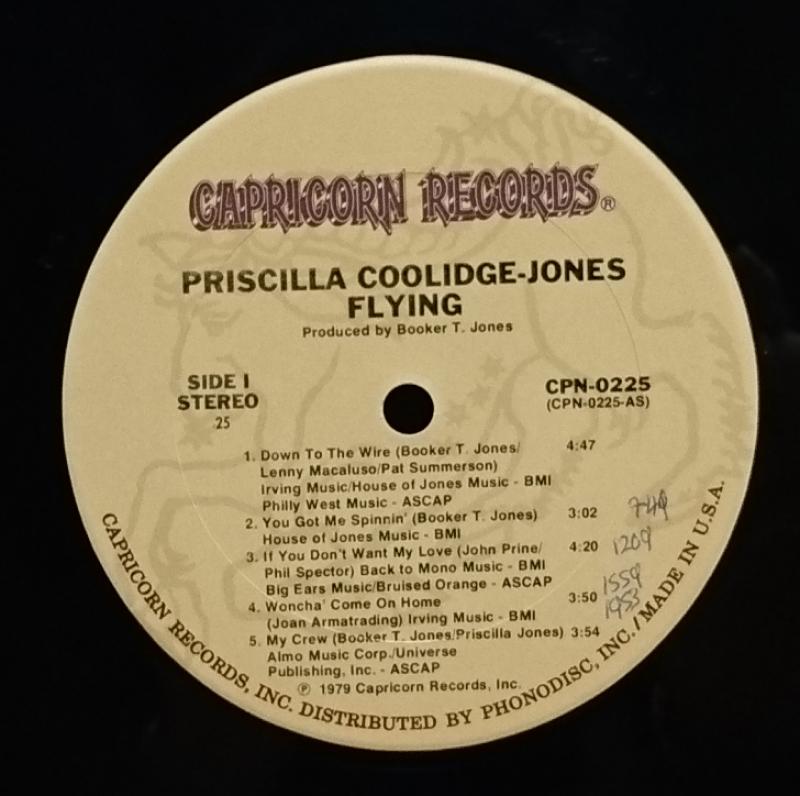 CAPRICORN RECORDS®
PRISCILLA COOLIDGE-JONES
FLYING
Produced by Booker T. Jones
SIDE I
STEREO
25
CPN-0225
(CPN-0225-AS)
1. Down To The Wire (Booker T. Jones/ 4:47
Lenny Macaluso/Pat Summerson)
Irving Music/House of Jones Music - BMI
Philly West Music - ASCAP
2. You Got Me Spinnin' (Booker T. Jones) 3:02
House of Jones Music - BMI
3. If You Don't Want My Love (John Prine/ 4:20
Phil Spector) Back to Mono Music - BMI
Big Ears Music/Bruised Orange - ASCAP
4. Woncha' Come On Home 3:50
(Joan Armatrading) Irving Music - BMI
5. My Crew (Booker T. Jones/Priscilla Jones) 3:54
Almo Music Corp./Universe
Publishing, Inc. - ASCAP
℗ 1979 Capricorn Records, Inc.
749
1209
1559
1953
CAPRICORN RECORDS, INC. DISTRIBUTED BY PHONODISC, INC./MADE IN U.S.A.